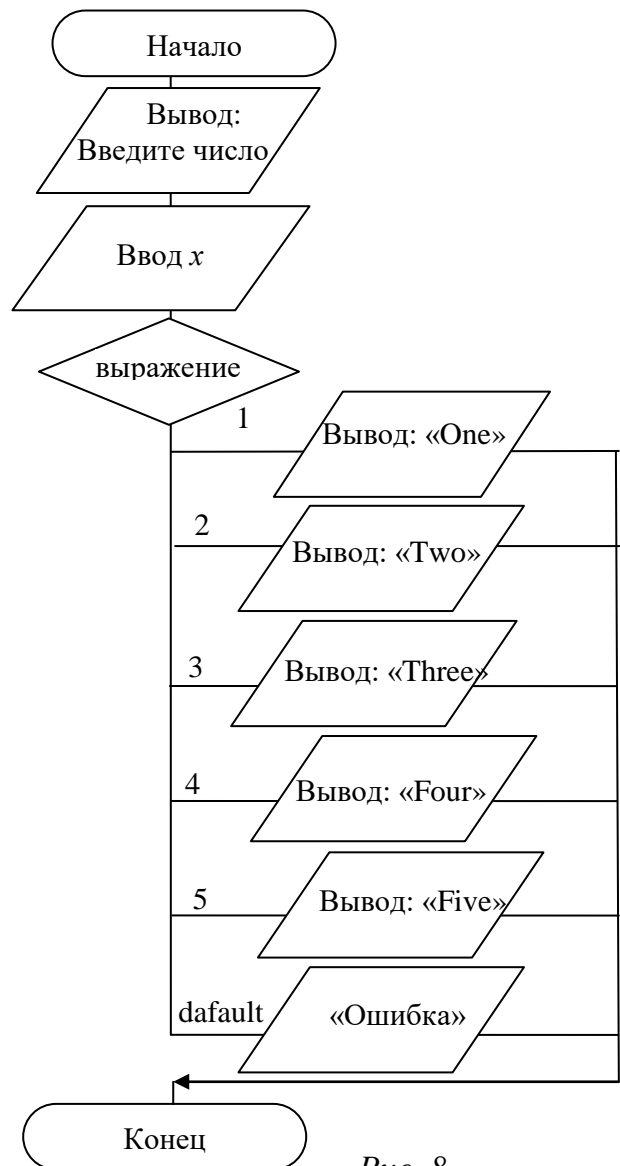 Начало
Вывод:
Введите число
Ввод x
выражение
1
Вывод: «One»
2
Вывод: «Two»
3
Вывод: «Three»
4
Вывод: «Four»
5
Вывод: «Five»
dafault
«Ошибка»
Конец
Рис. 8